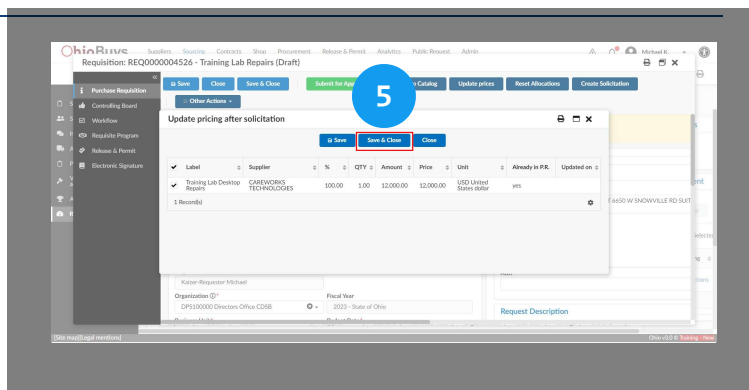 OhioBuys
Suppliers Sourcing Contracts Shop Procurement Release & Permit Analytics Public Request Admin
Michael K.
Requisition: REQ0000004526 - Training Lab Repairs (Draft)
Purchase Requisition
Controlling Board
Workflow
Requisite Program
Release & Permit
Electronic Signature
Save Close Save & Close Submit for Catalog Update prices Reset Allocations Create Solicitation
Other Actions
5
Update pricing after solicitation
Save Save & Close Close
Label Supplier % QTY Amount Price Unit Already in P.R. Updated on
Training Lab Desktop Repairs CAREWORKS TECHNOLOGIES 100.00 1.00 12,000.00 12,000.00 USD United States dollar yes
1 Record(s)
6650 W SNOWVILLE RD SUIT
Kaizer-Requester Michael
Organization Fiscal Year
DPS100000 Directors Office CDSB 2023 - State of Ohio
Request Description
[Site map][Legal mentions] Ohio v3.0 Training - New